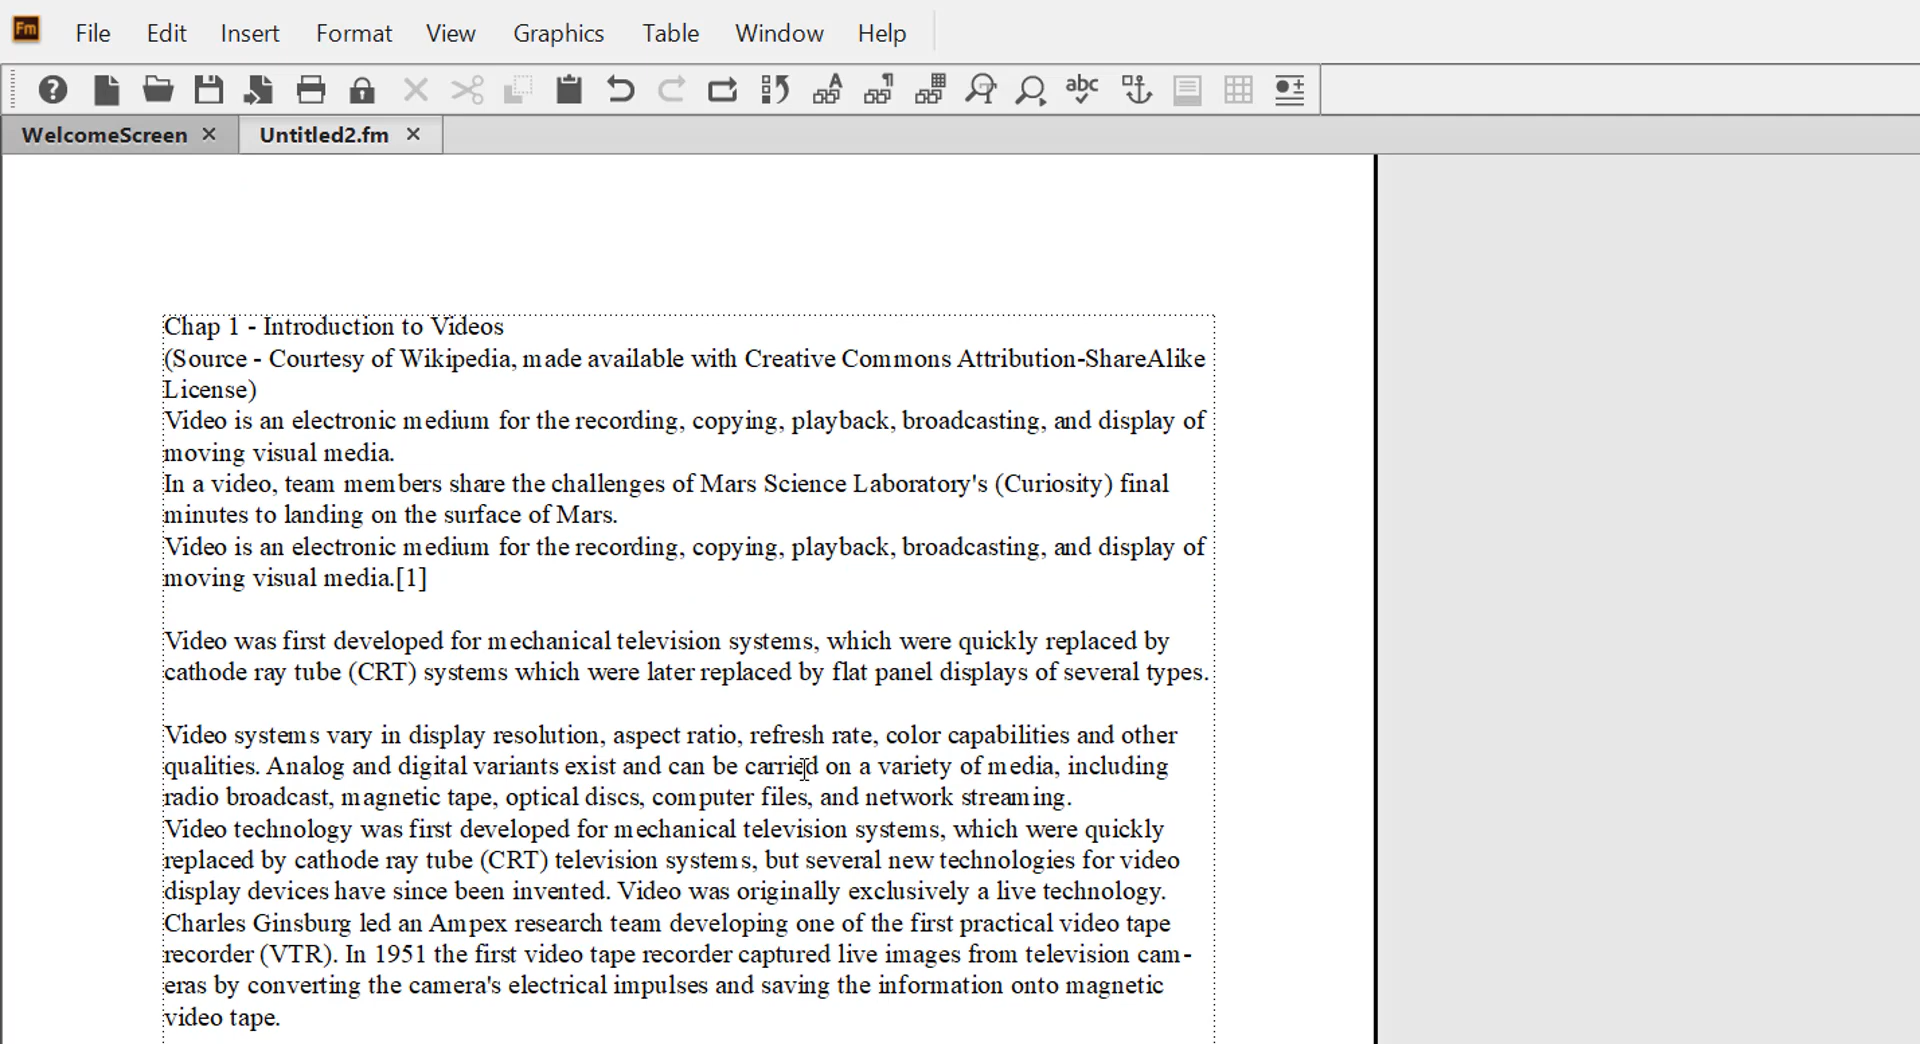 Fm File Edit Insert Format View Graphics Table Window Help
abc
WelcomeScreen Untitled2.fm
Chap 1 - Introduction to Videos
(Source - Courtesy of Wikipedia, made available with Creative Commons Attribution-ShareAlike
License)
Video is an electronic medium for the recording, copying, playback, broadcasting, and display of
moving visual media.
In a video, team members share the challenges of Mars Science Laboratory's (Curiosity) final
minutes to landing on the surface of Mars.
Video is an electronic medium for the recording, copying, playback, broadcasting, and display of
moving visual media.[1]
Video was first developed for mechanical television systems, which were quickly replaced by
cathode ray tube (CRT) systems which were later replaced by flat panel displays of several types.
Video systems vary in display resolution, aspect ratio, refresh rate, color capabilities and other
qualities. Analog and digital variants exist and can be carried on a variety of media, including
radio broadcast, magnetic tape, optical discs, computer files, and network streaming.
Video technology was first developed for mechanical television systems, which were quickly
replaced by cathode ray tube (CRT) television systems, but several new technologies for video
display devices have since been invented. Video was originally exclusively a live technology.
Charles Ginsburg led an Ampex research team developing one of the first practical video tape
recorder (VTR). In 1951 the first video tape recorder captured live images from television cam-
eras by converting the camera's electrical impulses and saving the information onto magnetic
video tape.